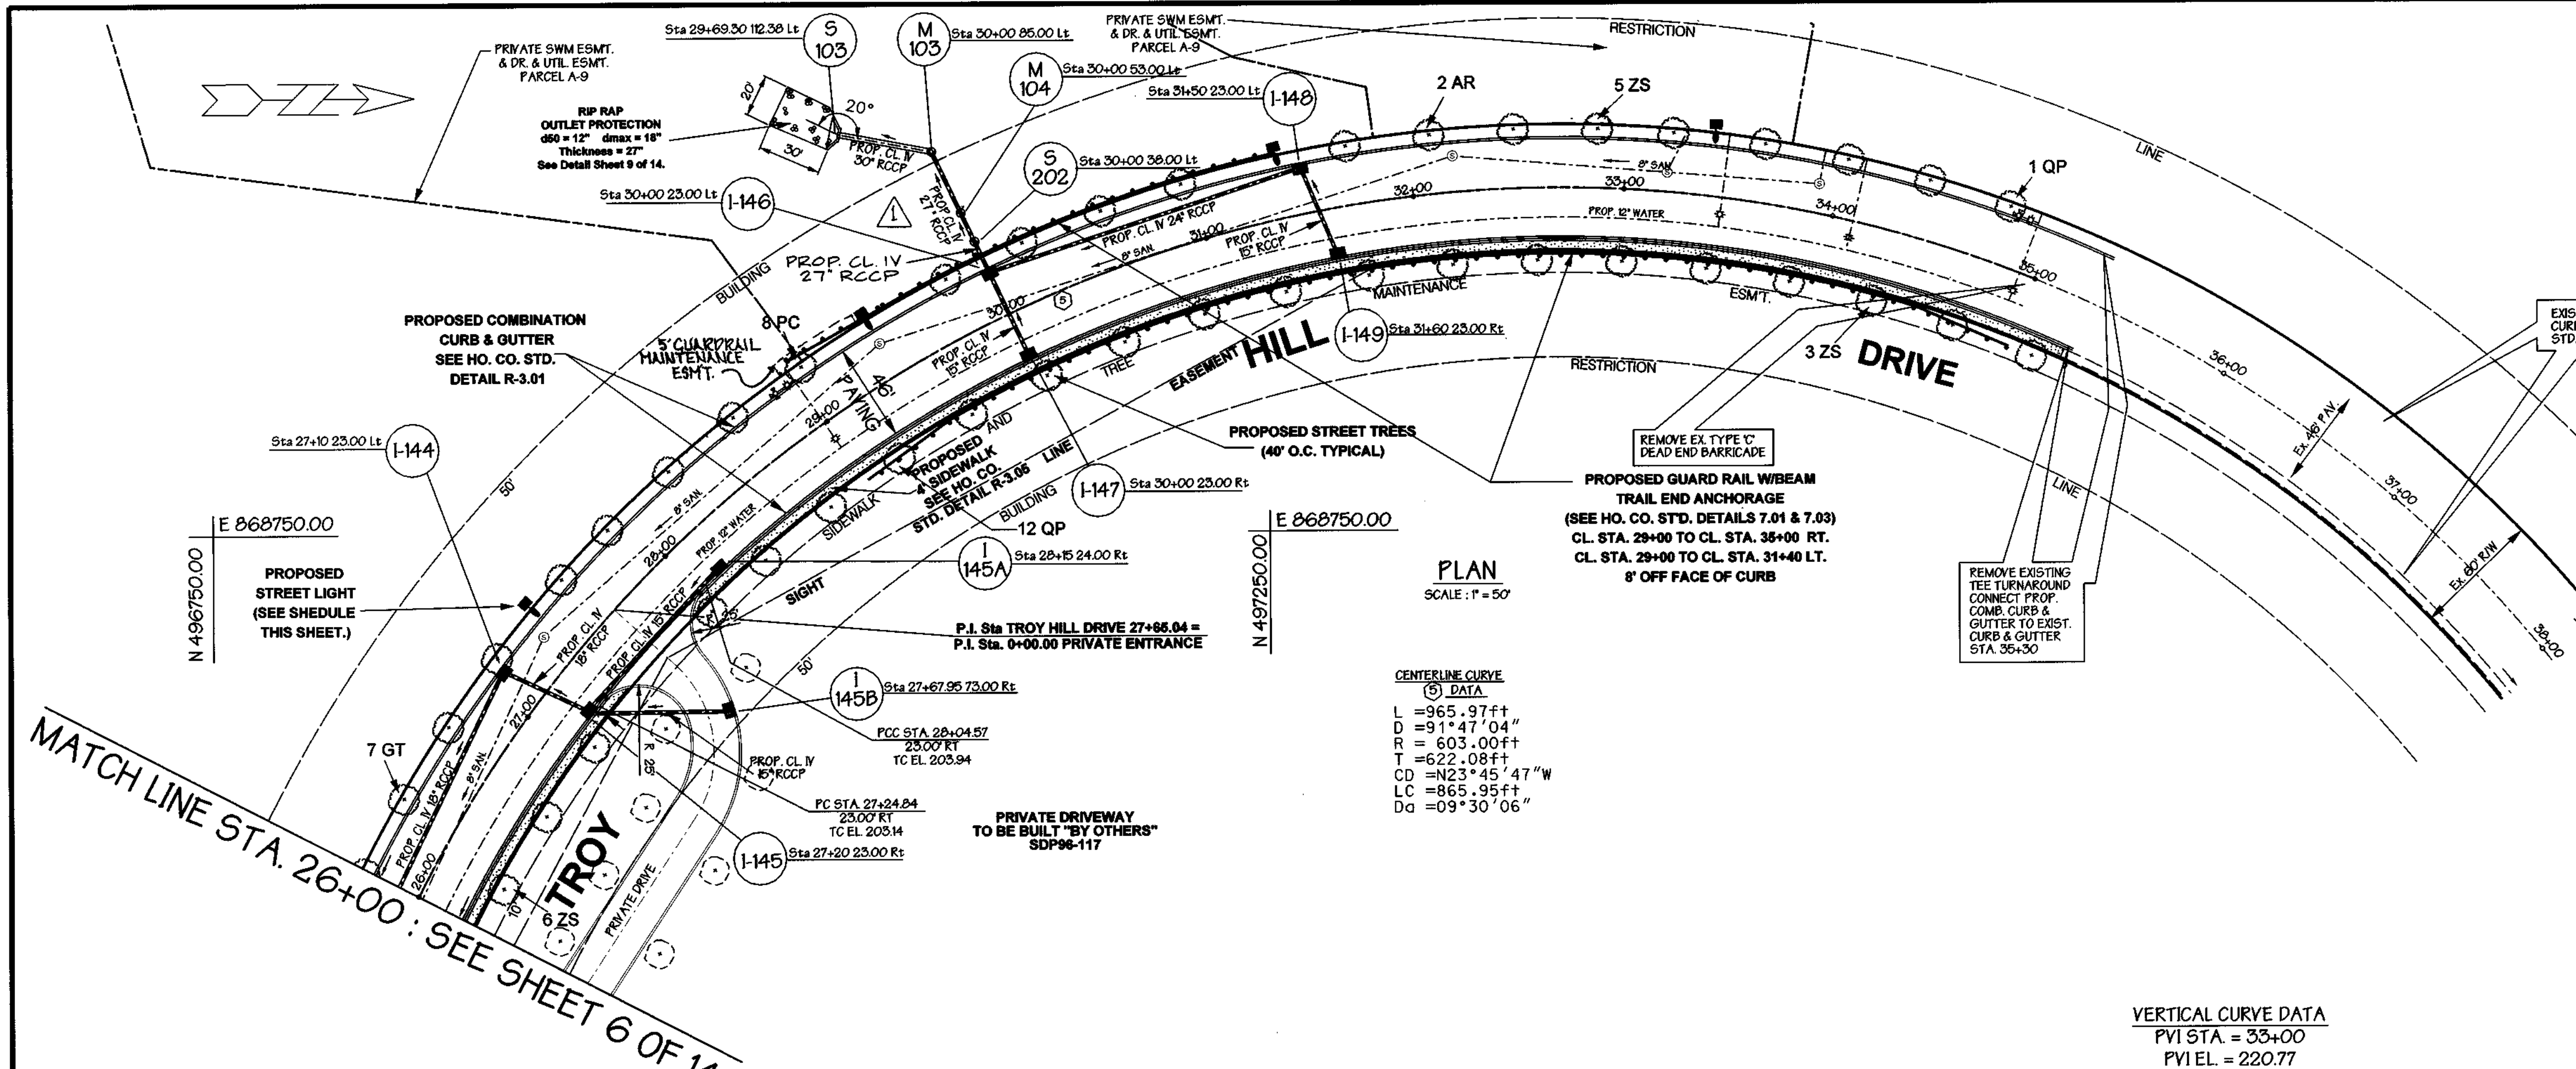 Sta 29+69.30 112.38 Lt
S
103
M
103
Sta 30+00 85.00 Lt
PRIVATE SWM ESMT.
& DR. & UTIL. ESMT.
PARCEL A-9
RESTRICTION
LINE
PRIVATE SWM ESMT.
& DR. & UTIL. ESMT.
PARCEL A-9
M
104
Sta 30+00 53.00 Lt
Sta 31+50 23.00 Lt
I-148
2 AR
5 ZS
1 QP
RIP RAP
OUTLET PROTECTION
d50 = 12" dmax = 18"
Thickness = 27"
See Detail Sheet 9 of 14.
20'
30'
20°
PROP. CL. IV
30" RCCP
S
202
Sta 30+00 38.00 Lt
Sta 30+00 23.00 Lt
I-146
1
PROP. CL. IV
27" RCCP
PROP. CL. IV
27" RCCP
PROP. CL. IV 24" RCCP
8" SAN.
31+00
PROP. CL. IV
15" RCCP
32+00
8" SAN.
33+00
PROP. 12" WATER
34+00
35+00
36+00
37+00
38+00
BUILDING
50'
PROPOSED COMBINATION
CURB & GUTTER
SEE HO. CO. STD.
DETAIL R-3.01
8 PC
5' GUARDRAIL
MAINTENANCE
ESMT.
30+00
5
PROP. CL. IV
15" RCCP
46'
PAVING
29+00
TREE
MAINTENANCE
ESM'T.
EASEMENT
HILL
I-149
Sta 31+60 23.00 Rt
3 ZS
DRIVE
RESTRICTION
LINE
EXIS
CURB
STD.
Ex. 46' PAV.
Ex. 60' R/W
Sta 27+10 23.00 Lt
I-144
PROPOSED
4' SIDEWALK
SEE HO. CO.
STD. DETAIL R-3.05
AND
LINE
SIDEWALK
BUILDING
PROPOSED STREET TREES
(40' O.C. TYPICAL)
I-147
Sta 30+00 23.00 Rt
12 QP
REMOVE EX. TYPE 'C'
DEAD END BARRICADE
PROPOSED GUARD RAIL W/BEAM
TRAIL END ANCHORAGE
(SEE HO. CO. ST'D. DETAILS 7.01 & 7.03)
CL. STA. 29+00 TO CL. STA. 35+00 RT.
CL. STA. 29+00 TO CL. STA. 31+40 LT.
8' OFF FACE OF CURB
REMOVE EXISTING
TEE TURNAROUND
CONNECT PROP.
COMB. CURB &
GUTTER TO EXIST.
CURB & GUTTER
STA. 35+30
E 868750.00
N 496750.00
E 868750.00
N 497250.00
PROPOSED
STREET LIGHT
(SEE SHEDULE
THIS SHEET.)
8" SAN.
28+00
PROP. 12" WATER
I
145A
Sta 28+15 24.00 Rt
SIGHT
PROP. CL. IV
18" RCCP
PROP. CL. IV 15" RCCP
P.I. Sta TROY HILL DRIVE 27+65.04 =
P.I. Sta. 0+00.00 PRIVATE ENTRANCE
50'
PLAN
SCALE : 1" = 50'
27+00
I
145B
Sta 27+67.95 73.00 Rt
PCC STA. 28+04.57
23.00' RT
TC EL. 203.94
PROP. CL. IV
15" RCCP
R 25'
PC STA. 27+24.84
23.00' RT
TC EL. 203.14
I-145
Sta 27+20 23.00 Rt
PRIVATE DRIVEWAY
TO BE BUILT "BY OTHERS"
SDP96-117
CENTERLINE CURVE
5 DATA
L =965.97ft
D =91°47'04"
R = 603.00ft
T =622.08ft
CD =N23°45'47"W
LC =865.95ft
Da =09°30'06"
7 GT
PROP. CL. IV 18" RCCP
8" SAN.
26+00
10'
6 ZS
TROY
PRIVATE DRIVE
MATCH LINE STA. 26+00 : SEE SHEET 6 OF 14
VERTICAL CURVE DATA
PVI STA. = 33+00
PVI EL. = 220.77